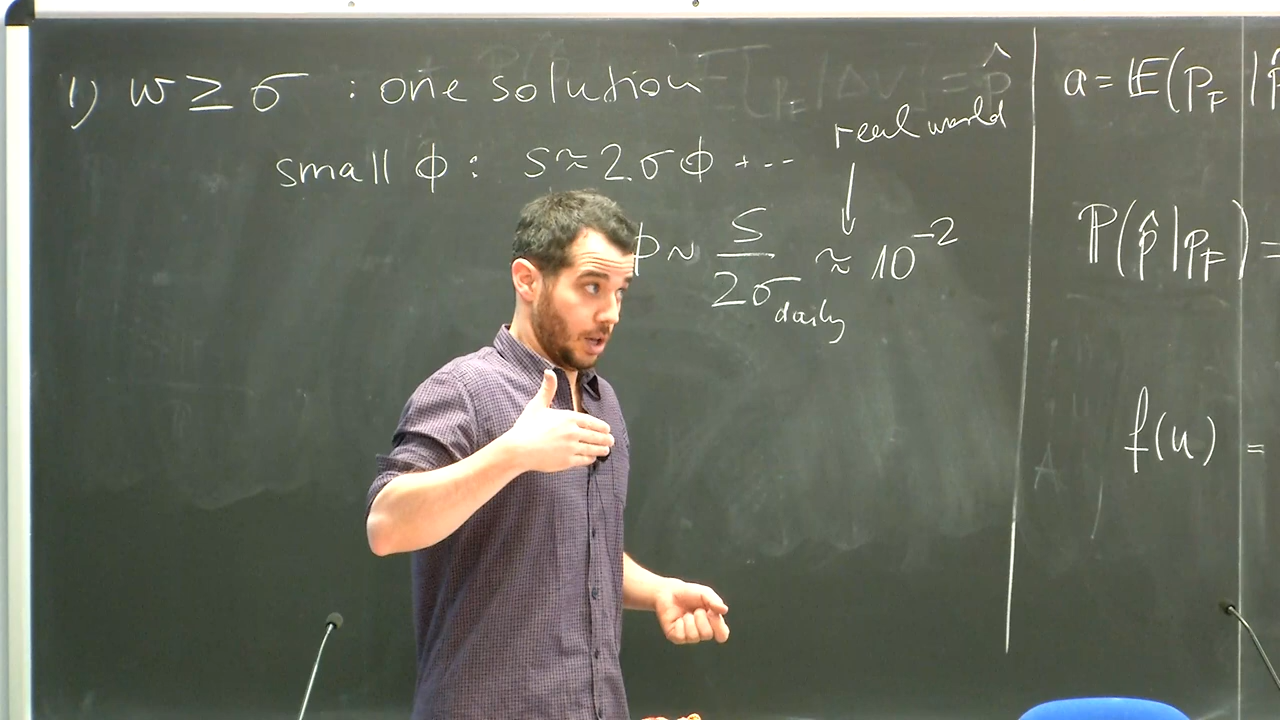 1) w ≥ σ : one solution
real world
small ϕ : s ≈ 2σϕ + ...
s / 2σ daily ≈ 10^-2
a = E(p_F | p̂
P(p̂ | p_F) =
f(u) =